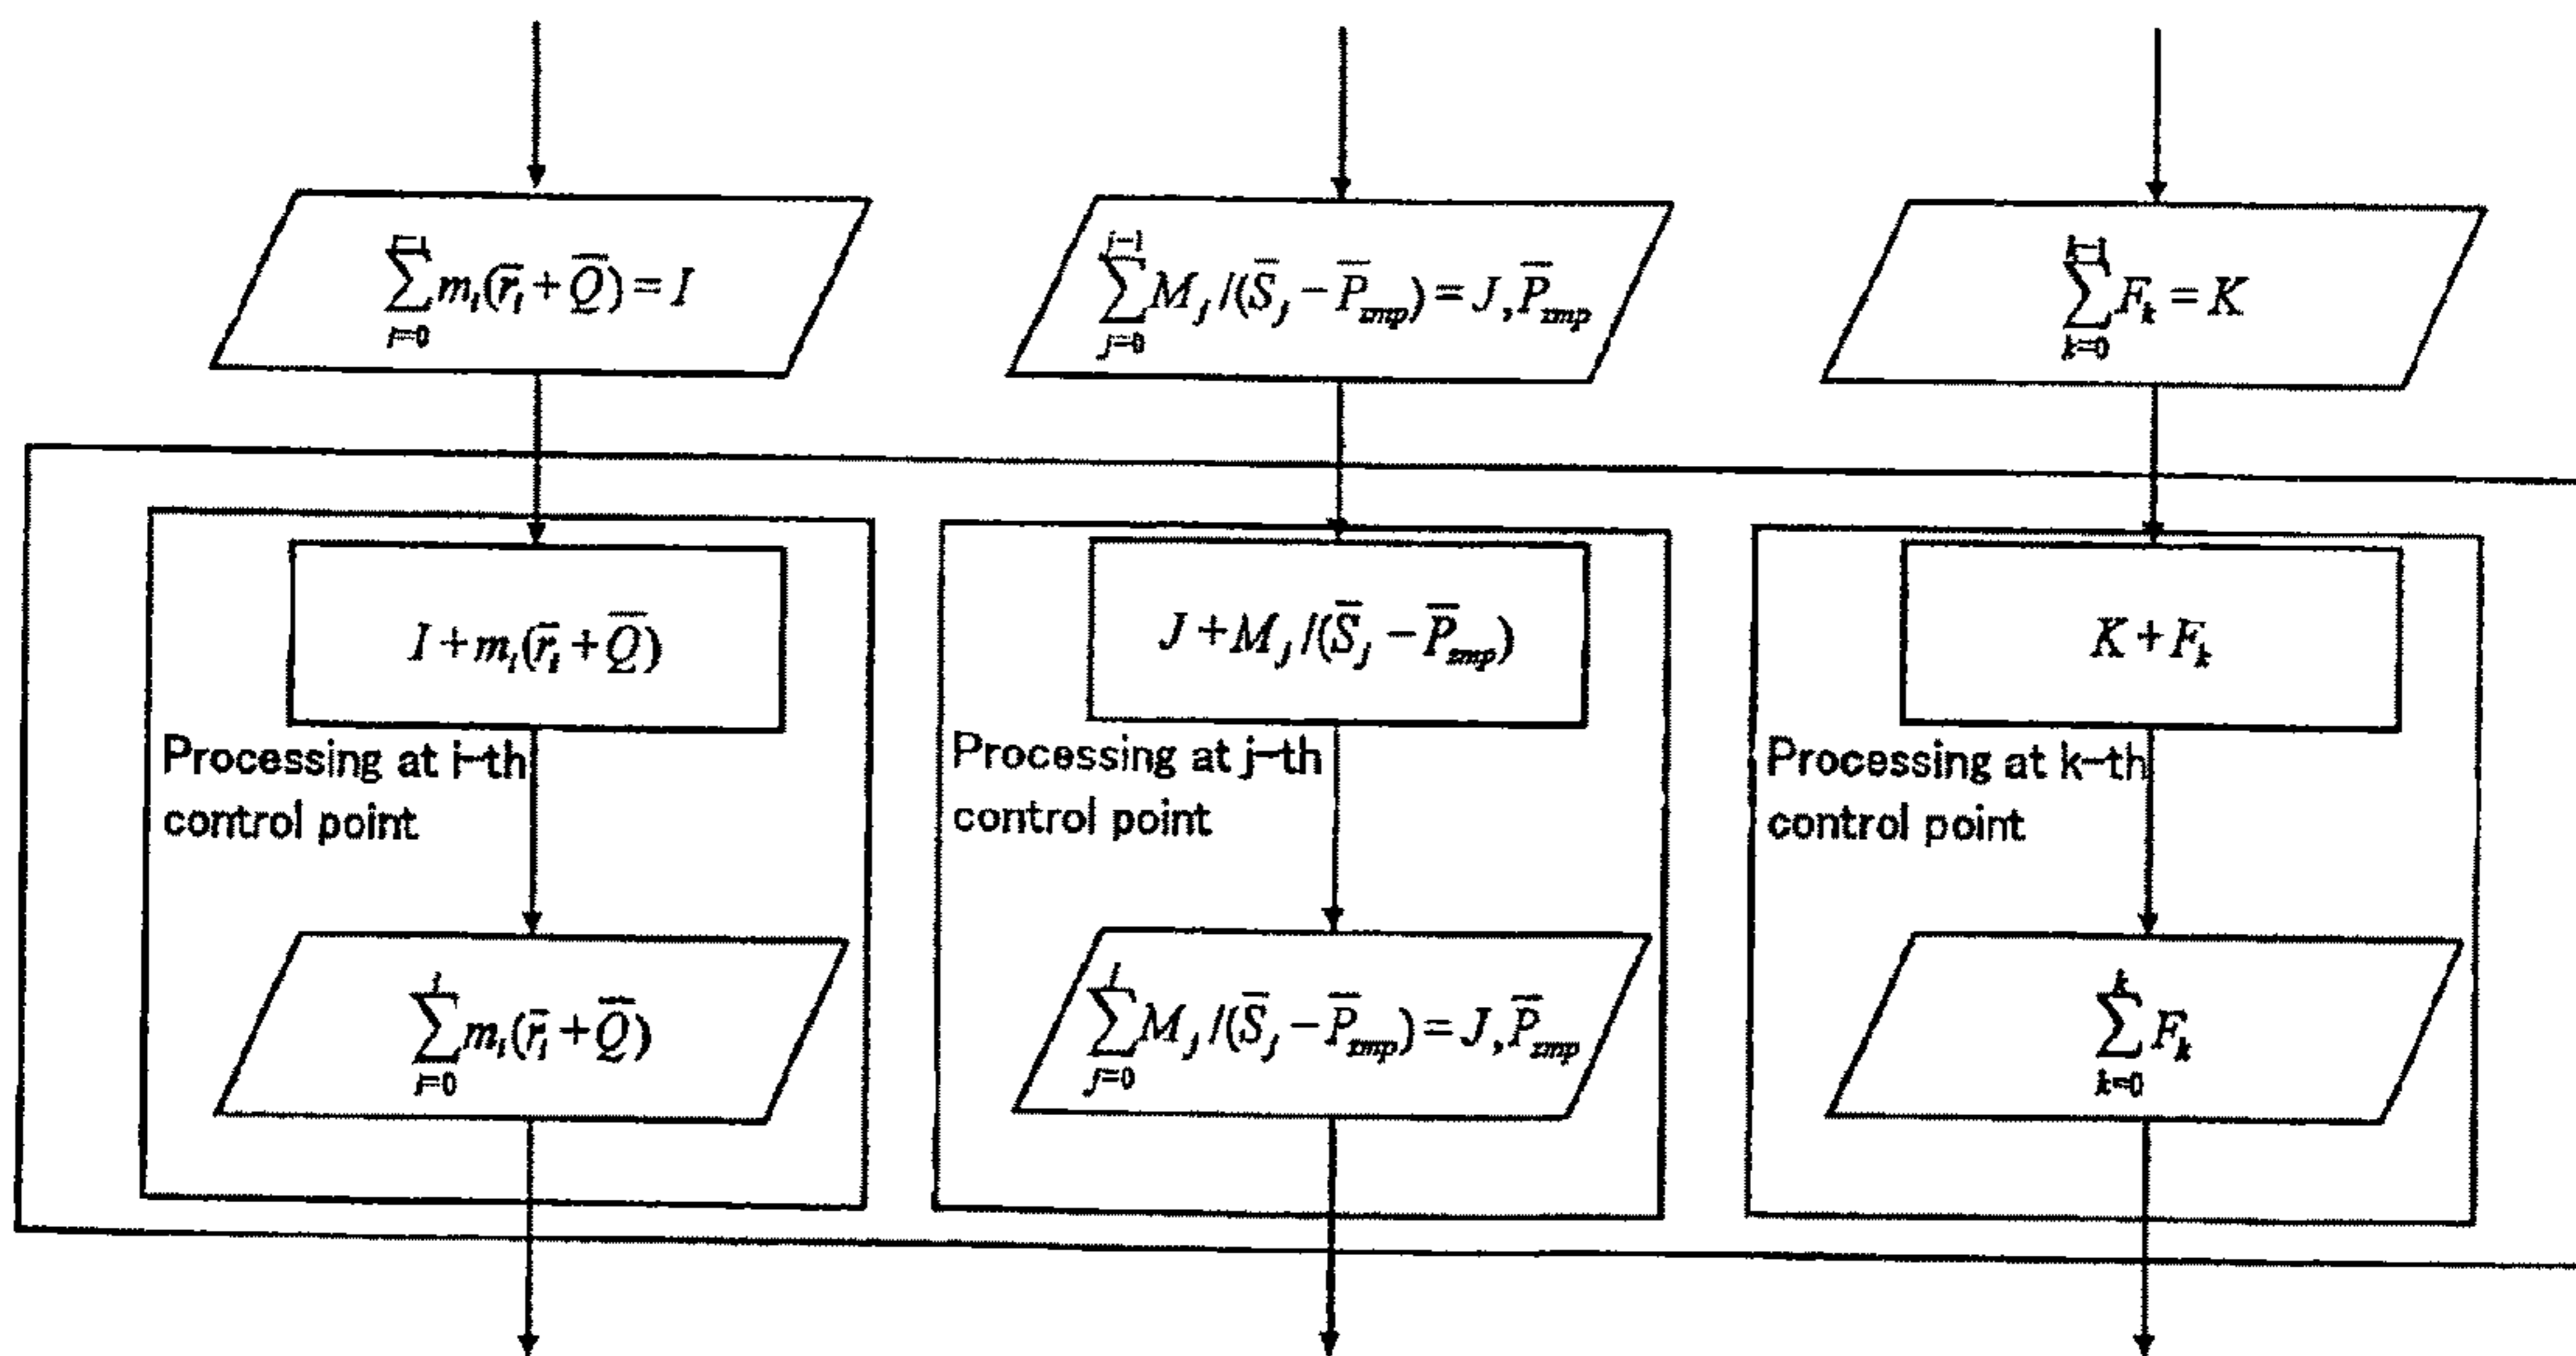 ∑_{i=0}^{i-1} m_i(r̄_i + Q̄) = I
∑_{j=0}^{j-1} M_j /(S̄_j − P̄_zmp) = J, P̄_zmp
∑_{k=0}^{k-1} F_k = K
I + m_i(r̄_i + Q̄)
J + M_j /(S̄_j − P̄_zmp)
K + F_k
Processing at i-th
control point
Processing at j-th
control point
Processing at k-th
control point
∑_{i=0}^{i} m_i(r̄_i + Q̄)
∑_{j=0}^{j} M_j /(S̄_j − P̄_zmp) = J, P̄_zmp
∑_{k=0}^{k} F_k